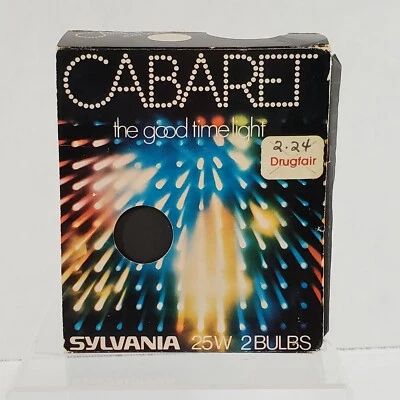 CABARET
the good time light
2.24
Drugfair
SYLVANIA 25W 2 BULBS